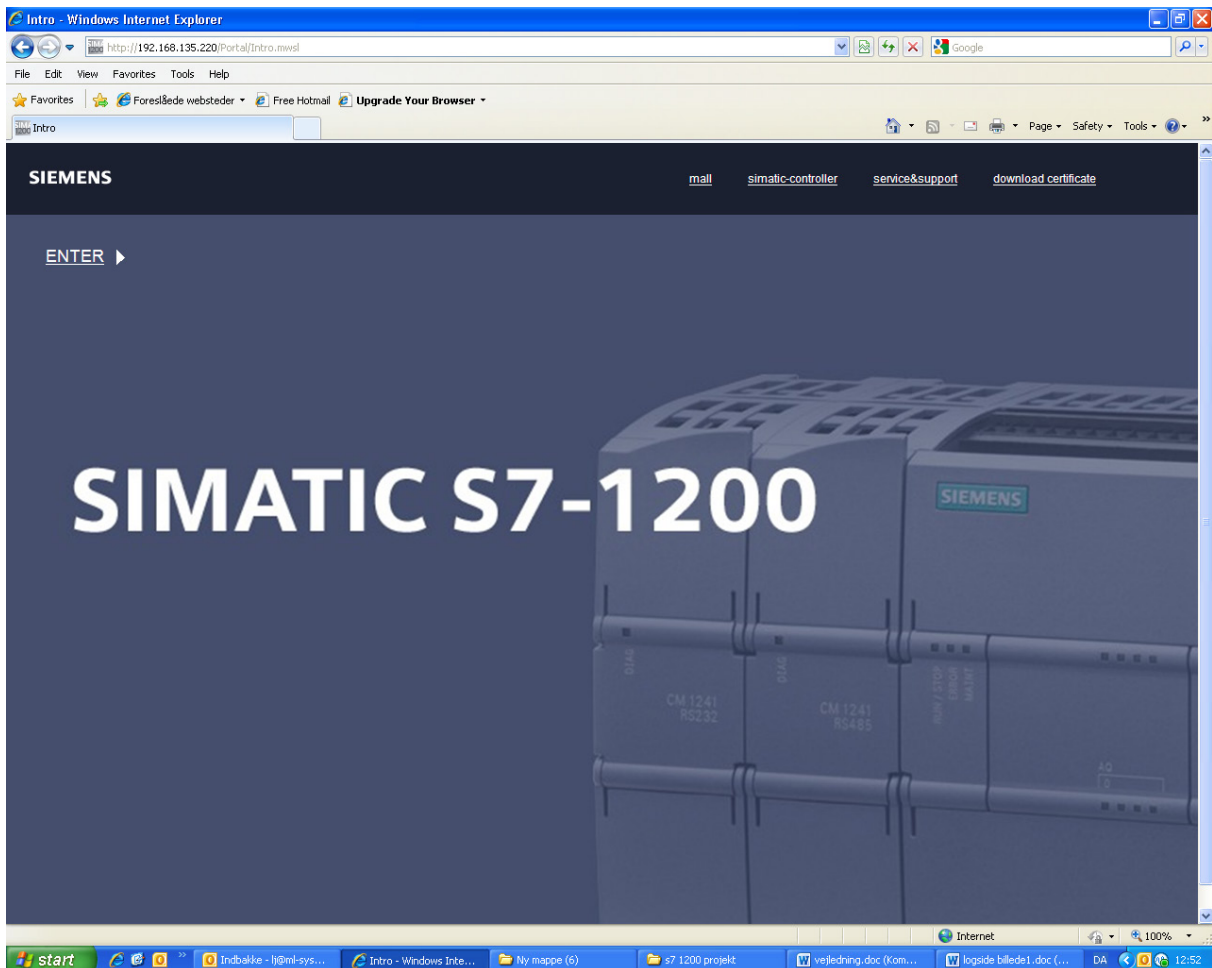 Intro - Windows Internet Explorer
http://192.168.135.220/Portal/Intro.mwsl
Google
File Edit View Favorites Tools Help
Favorites Foreslåede websteder Free Hotmail Upgrade Your Browser
Intro
Page Safety Tools
SIEMENS
mall simatic-controller service&support download certificate
ENTER
SIMATIC S7-1200
SIEMENS
DIAG
DIAG
RUN / STOP
ERROR
MAINT
CM 1241
RS232
CM 1241
RS485
AQ
0
Internet
100%
start
Indbakke - lj@ml-sys...
Intro - Windows Inte...
Ny mappe (6)
s7 1200 projekt
vejledning.doc (Kom...
logside billede1.doc (...
DA
12:52